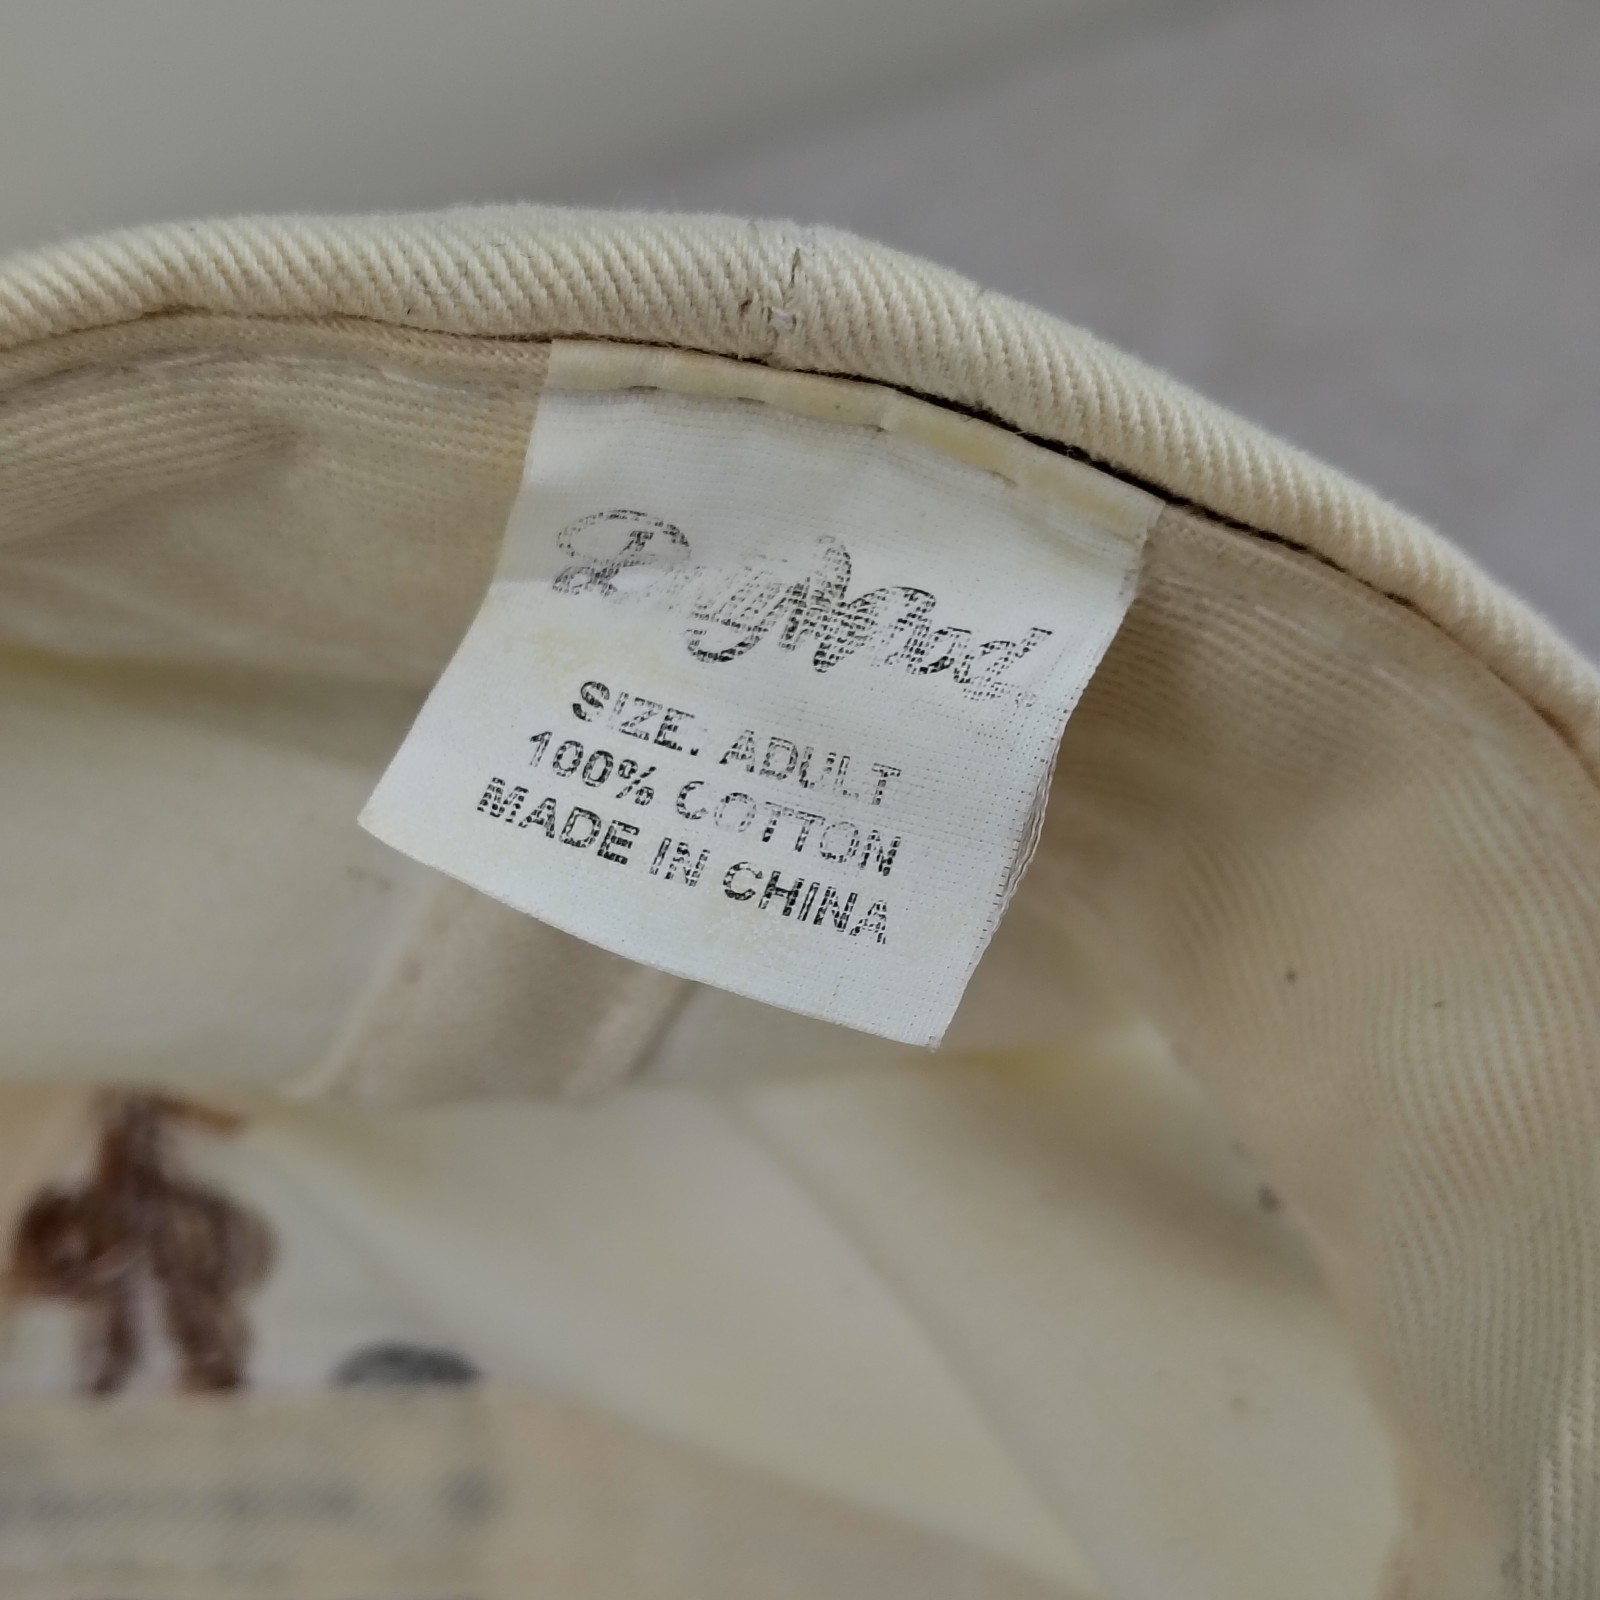 SIZE: ADULT
100% COTTON
MADE IN CHINA